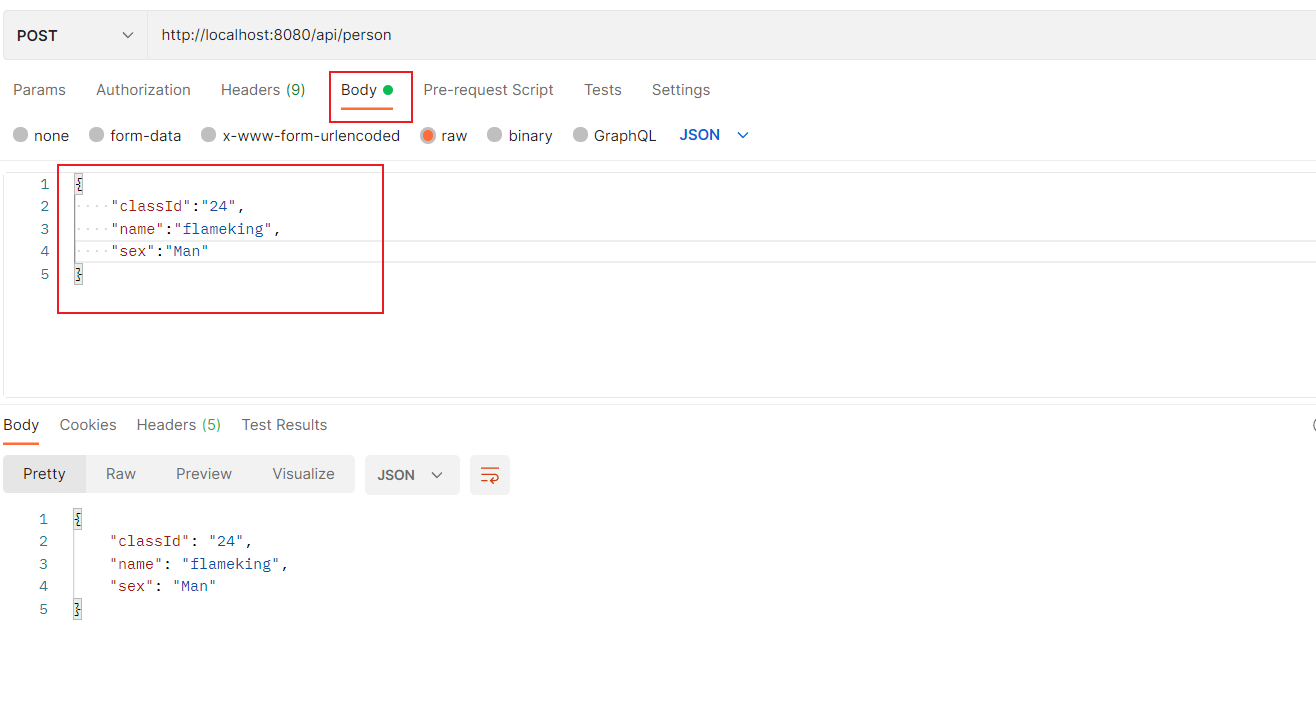 POST http://localhost:8080/api/person
Params Authorization Headers (9) Body Pre-request Script Tests Settings
none form-data x-www-form-urlencoded raw binary GraphQL JSON
1 {
2 "classId":"24",
3 "name":"flameking",
4 "sex":"Man"
5 }
Body Cookies Headers (5) Test Results
Pretty Raw Preview Visualize JSON
1 {
2 "classId": "24",
3 "name": "flameking",
4 "sex": "Man"
5 }